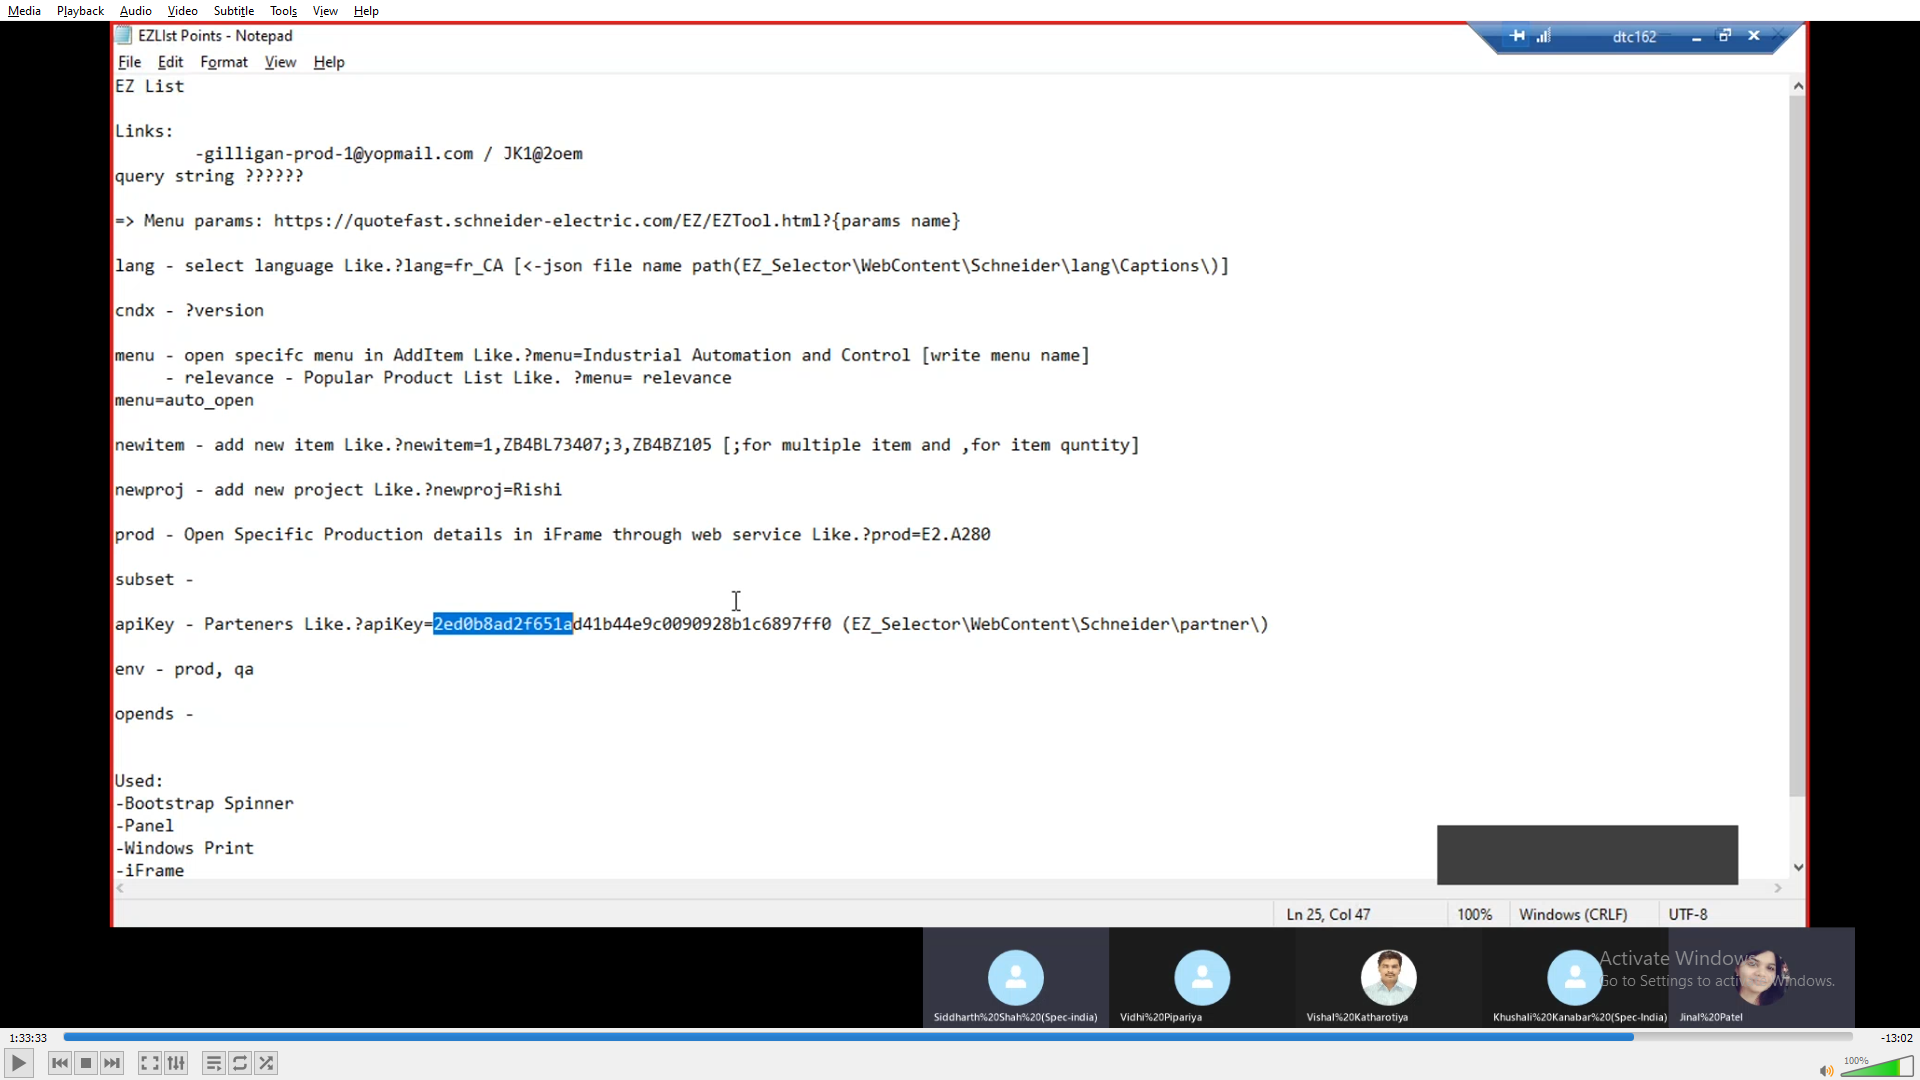 Media Playback Audio Video Subtitle Tools View Help
EZLIst Points - Notepad
dtc162
File Edit Format View Help
EZ List
Links:
-gilligan-prod-1@yopmail.com / JK1@2oem
query string ??????
=> Menu params: https://quotefast.schneider-electric.com/EZ/EZTool.html?{params name}
lang - select language Like.?lang=fr_CA [<-json file name path(EZ_Selector\WebContent\Schneider\lang\Captions\)]
cndx - ?version
menu - open specifc menu in AddItem Like.?menu=Industrial Automation and Control [write menu name]
- relevance - Popular Product List Like. ?menu= relevance
menu=auto_open
newitem - add new item Like.?newitem=1,ZB4BL73407;3,ZB4BZ105 [;for multiple item and ,for item quntity]
newproj - add new project Like.?newproj=Rishi
prod - Open Specific Production details in iFrame through web service Like.?prod=E2.A280
subset -
apiKey - Parteners Like.?apiKey=2ed0b8ad2f651ad41b44e9c0090928b1c6897ff0 (EZ_Selector\WebContent\Schneider\partner\)
env - prod, qa
opends -
Used:
-Bootstrap Spinner
-Panel
-Windows Print
-iFrame
Ln 25, Col 47 100% Windows (CRLF) UTF-8
Activate Windows
Go to Settings to activate Windows.
Siddharth%20Shah%20(Spec-india) Vidhi%20Pipariya Vishal%20Katharotiya Khushali%20Kanabar%20(Spec-India) Jinal%20Patel
1:33:33 -13:02
100%